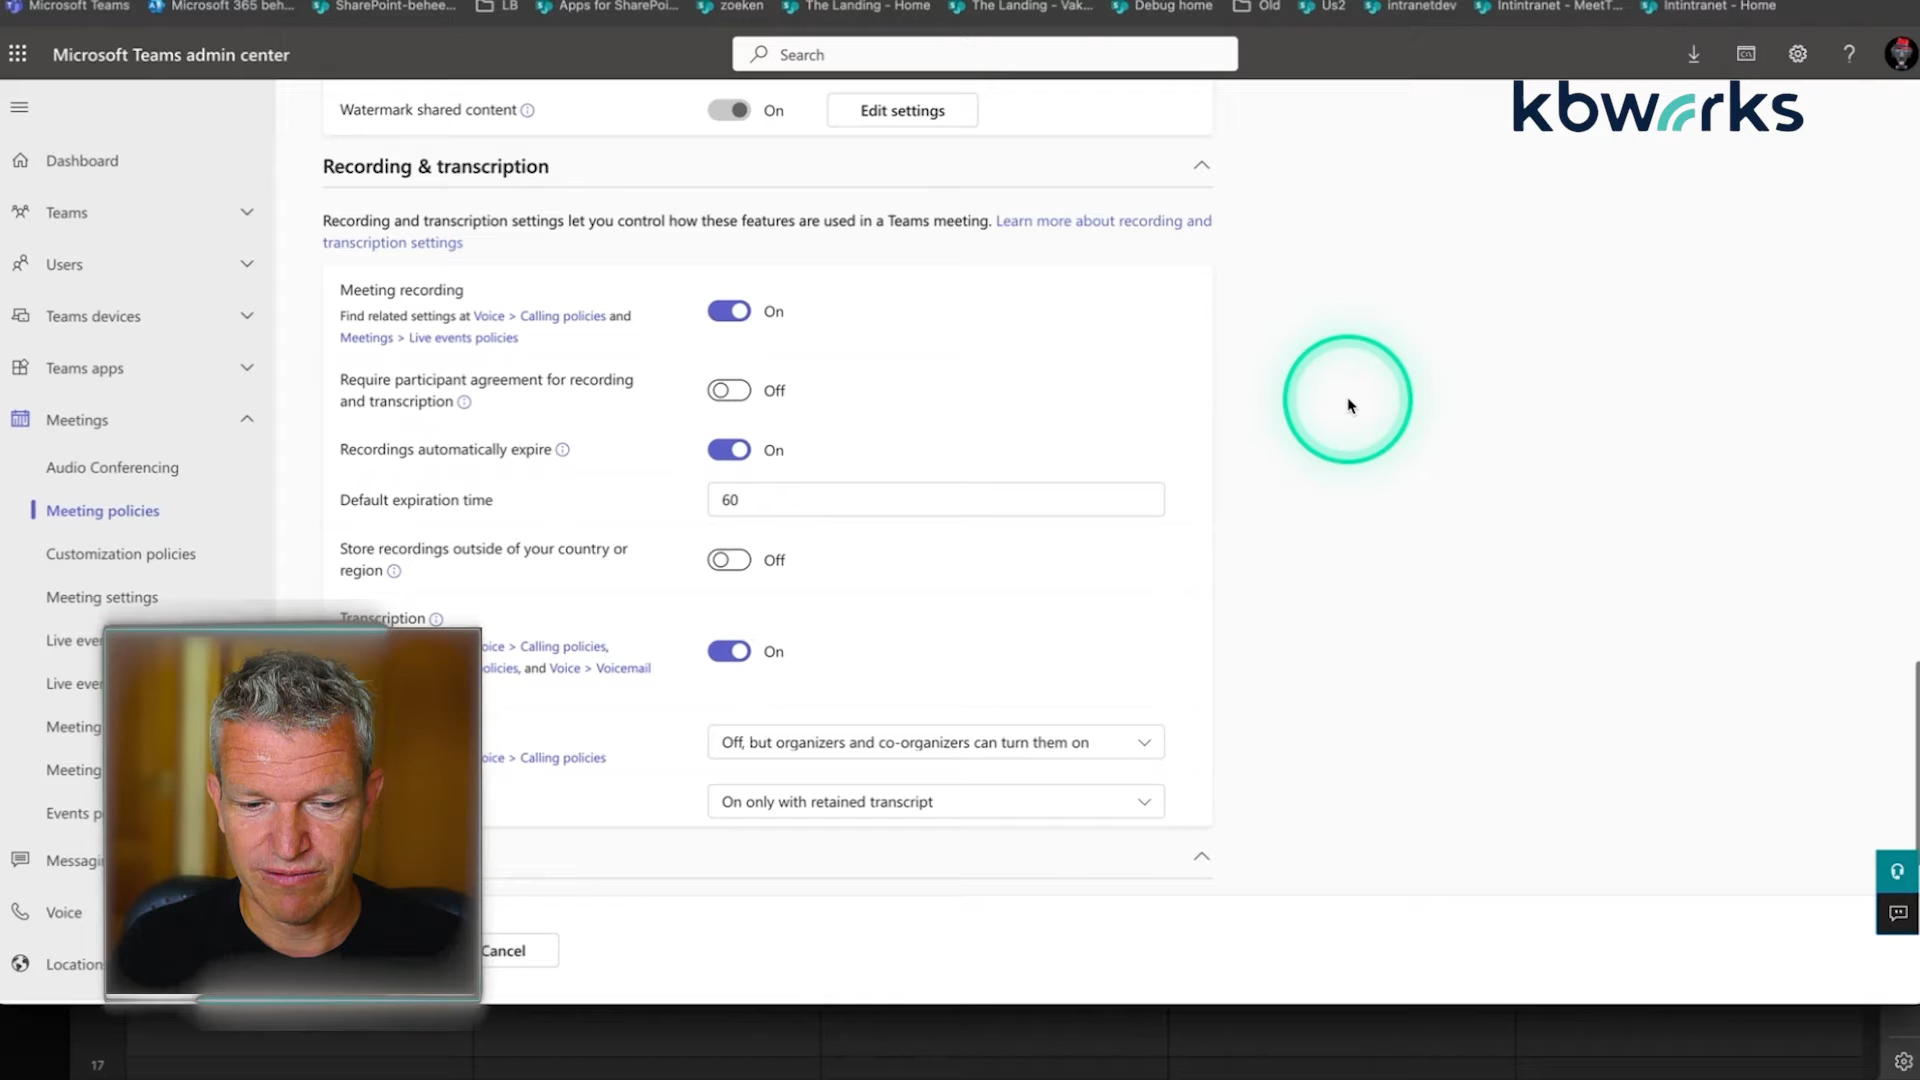 Microsoft Teams
Microsoft 365 beh...
SharePoint-behee...
LB
Apps for SharePoi...
zoeken
The Landing - Home
The Landing - Vak...
Debug home
Old
Us2
intranetdev
Intintranet - MeetT...
Intintranet - Home
Microsoft Teams admin center
Search
kbworks
Dashboard
Teams
Users
Teams devices
Teams apps
Meetings
Audio Conferencing
Meeting policies
Customization policies
Meeting settings
Live eve
Live eve
Meeting
Meeting
Events p
Messagi
Voice
Location
Watermark shared content
On
Edit settings
Recording & transcription
Recording and transcription settings let you control how these features are used in a Teams meeting. Learn more about recording and
transcription settings
Meeting recording
Find related settings at Voice > Calling policies and
Meetings > Live events policies
On
Require participant agreement for recording
and transcription
Off
Recordings automatically expire
On
Default expiration time
60
Store recordings outside of your country or
region
Off
Transcription
oice > Calling policies,
olicies, and Voice > Voicemail
On
Off, but organizers and co-organizers can turn them on
oice > Calling policies
On only with retained transcript
Cancel
17